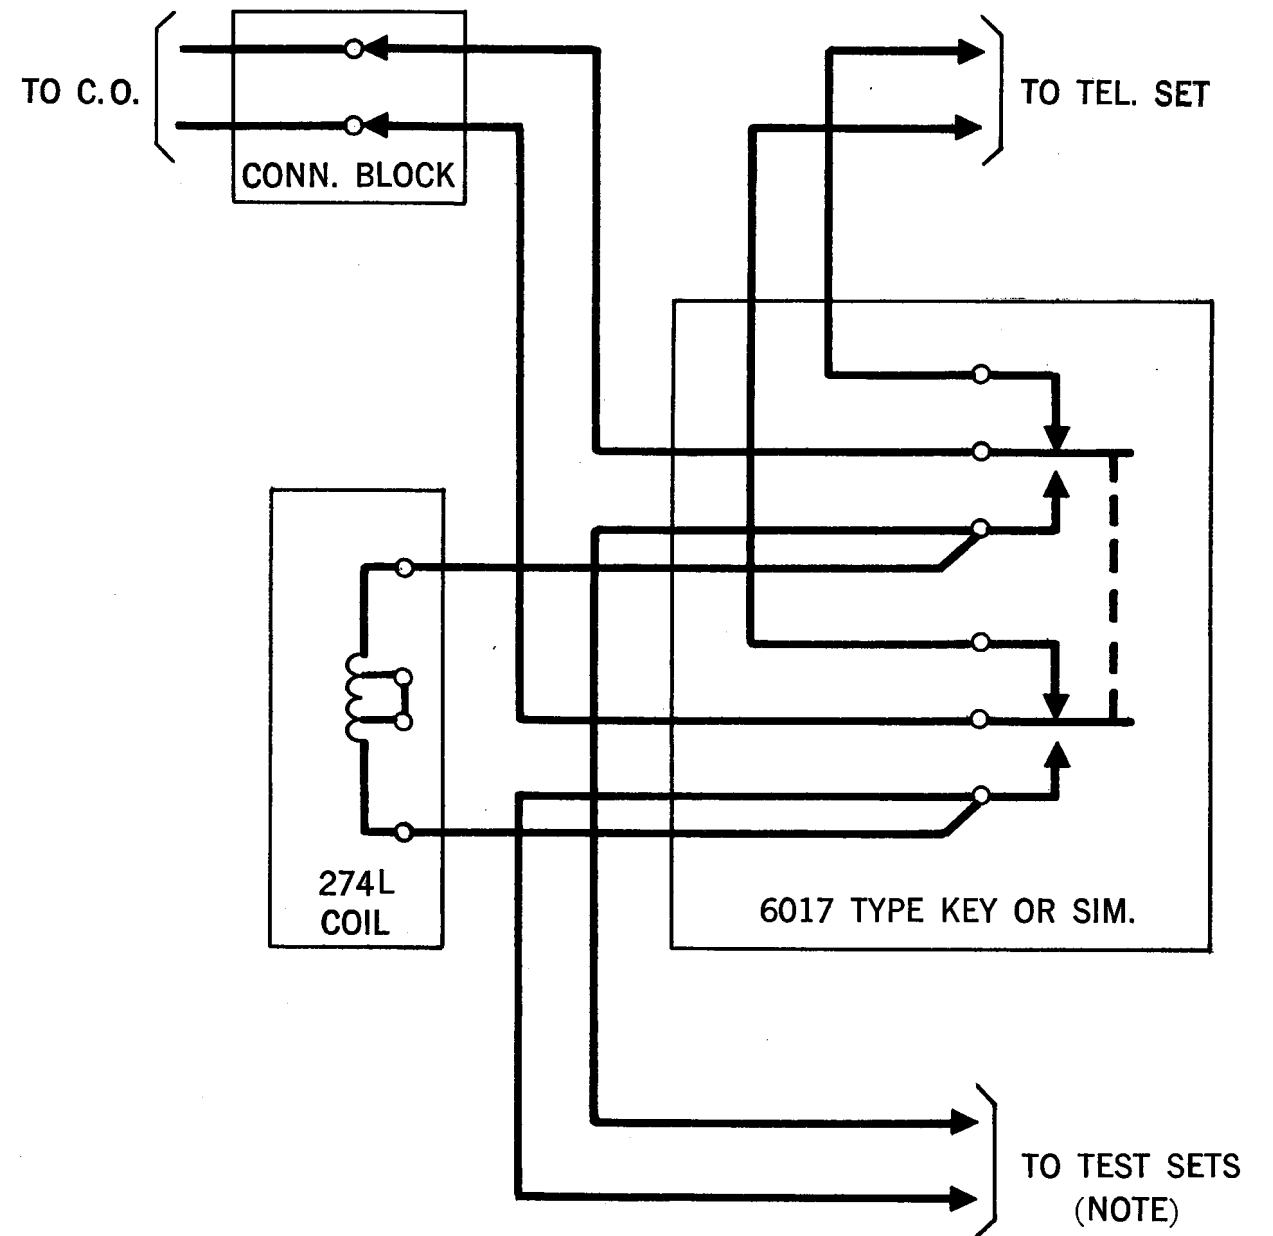 TO C.O.
CONN. BLOCK
TO TEL. SET
274L
COIL
6017 TYPE KEY OR SIM.
TO TEST SETS
(NOTE)